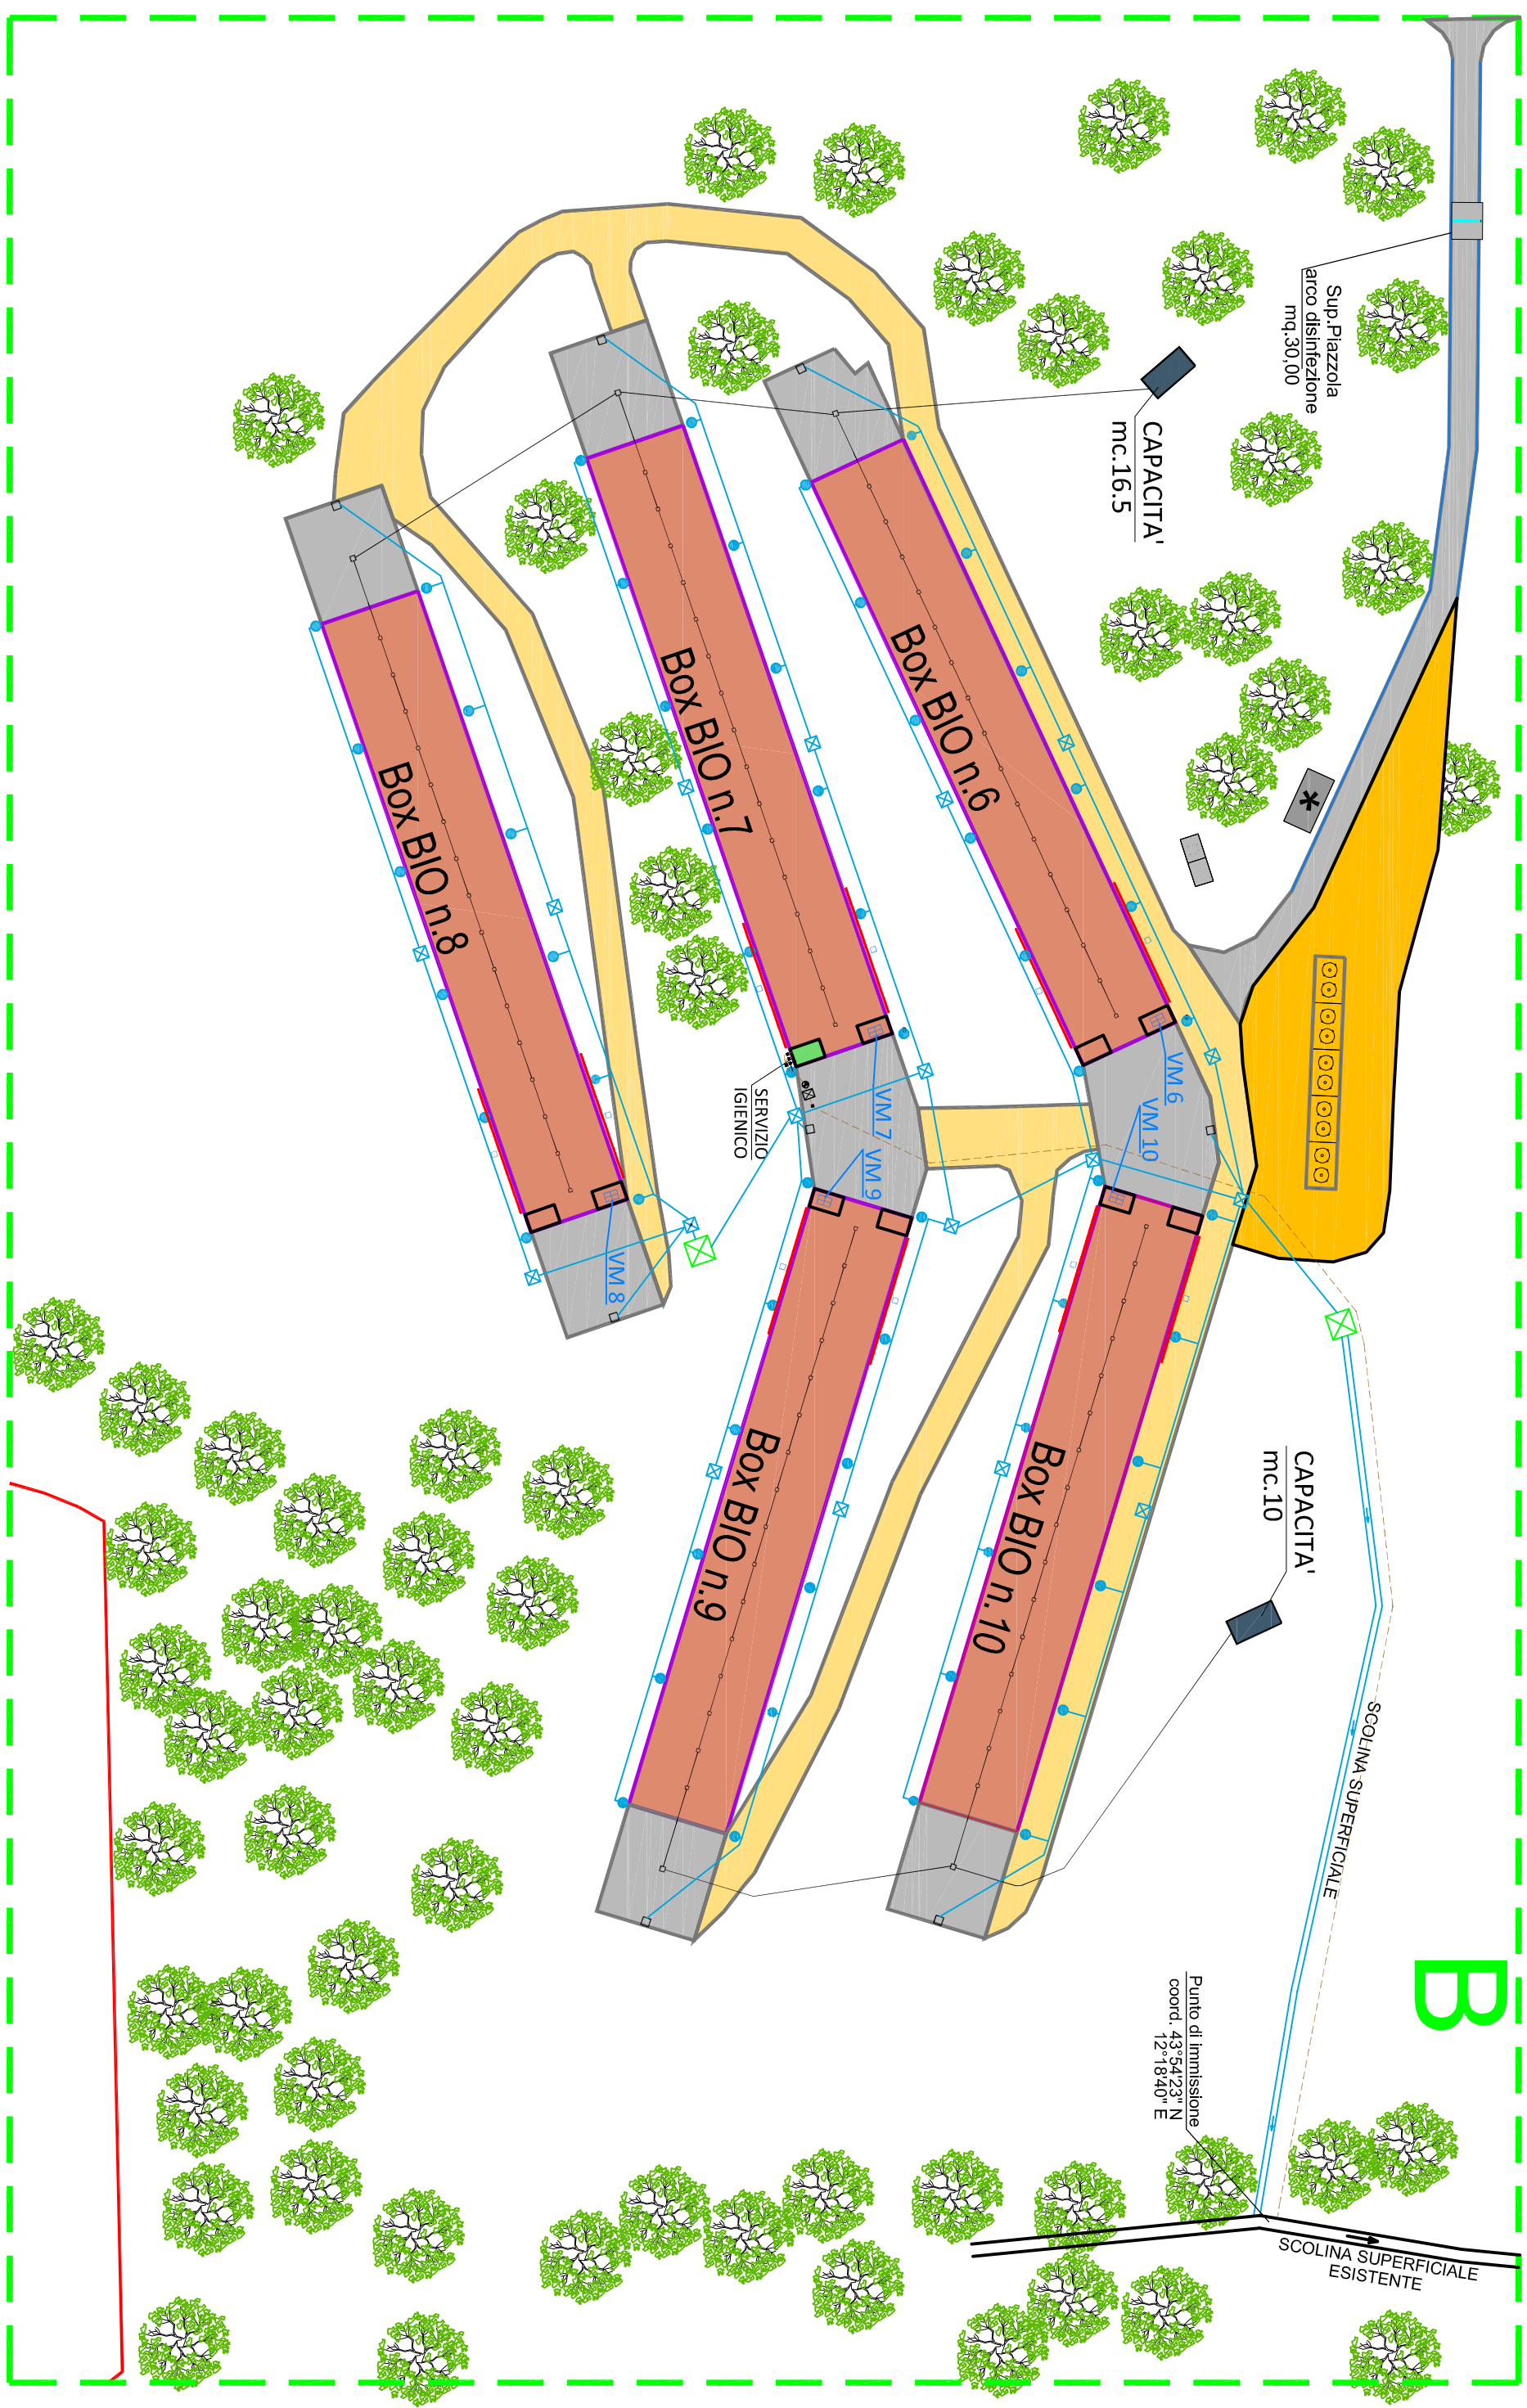 Sup.Piazzola
arco disinfezione
mq.30,00
CAPACITA'
mc.16.5
*
Box BIO n.6
Box BIO n.7
Box BIO n.8
VM 6
VM 10
VM 7
VM 9
VM 8
SERVIZIO
IGIENICO
Box BIO n.10
Box BIO n.9
CAPACITA'
mc.10
SCOLINA SUPERFICIALE
B
Punto di immissione
coord. 43°54'23" N
12°18'40" E
SCOLINA SUPERFICIALE
ESISTENTE